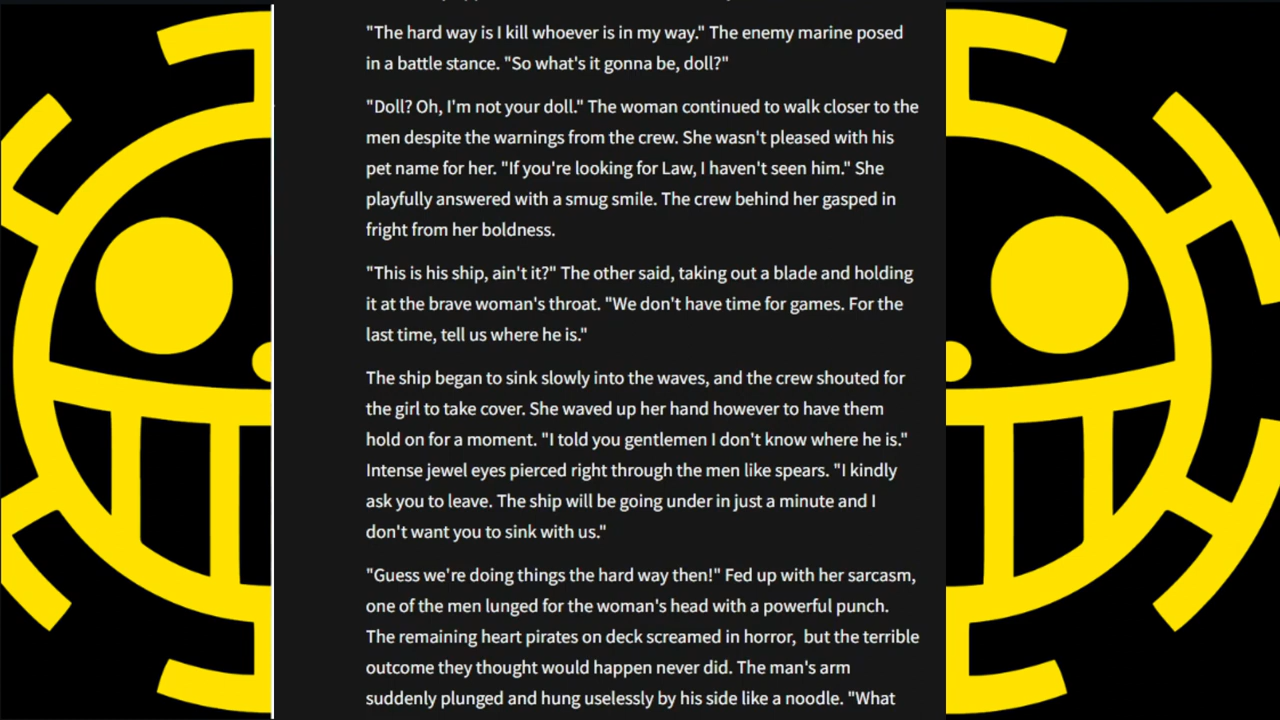 "The hard way is I kill whoever is in my way." The enemy marine posed
in a battle stance. "So what's it gonna be, doll?"
"Doll? Oh, I'm not your doll." The woman continued to walk closer to the
men despite the warnings from the crew. She wasn't pleased with his
pet name for her. "If you're looking for Law, I haven't seen him." She
playfully answered with a smug smile. The crew behind her gasped in
fright from her boldness.
"This is his ship, ain't it?" The other said, taking out a blade and holding
it at the brave woman's throat. "We don't have time for games. For the
last time, tell us where he is."
The ship began to sink slowly into the waves, and the crew shouted for
the girl to take cover. She waved up her hand however to have them
hold on for a moment. "I told you gentlemen I don't know where he is."
Intense jewel eyes pierced right through the men like spears. "I kindly
ask you to leave. The ship will be going under in just a minute and I
don't want you to sink with us."
"Guess we're doing things the hard way then!" Fed up with her sarcasm,
one of the men lunged for the woman's head with a powerful punch.
The remaining heart pirates on deck screamed in horror,  but the terrible
outcome they thought would happen never did. The man's arm
suddenly plunged and hung uselessly by his side like a noodle. "What